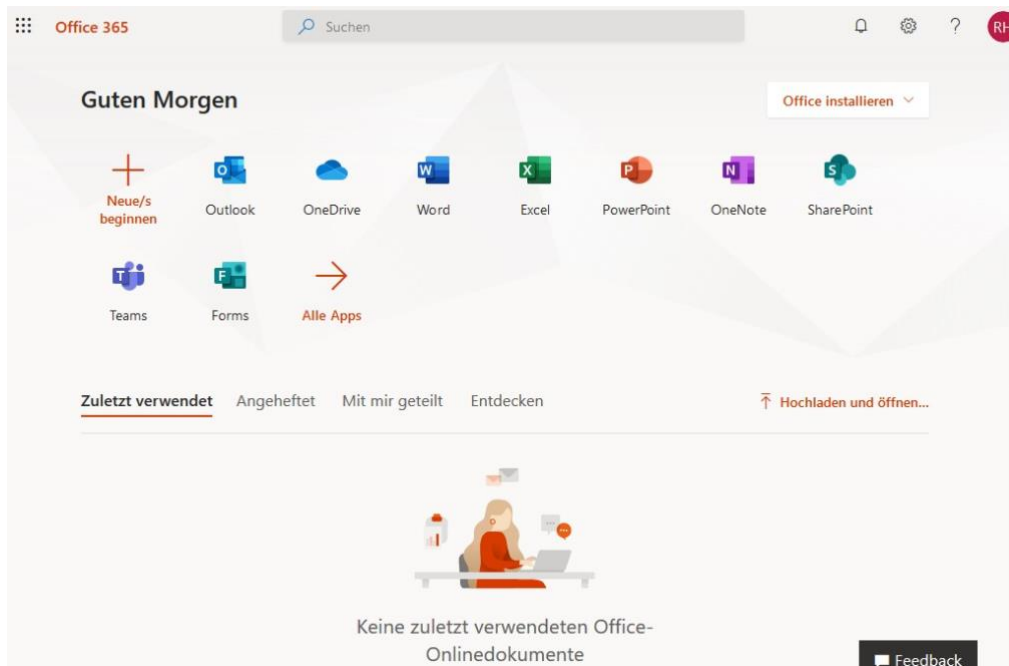 Office 365
Suchen
RH
Guten Morgen
Office installieren
Neue/s
beginnen
Outlook
OneDrive
Word
Excel
PowerPoint
OneNote
SharePoint
Teams
Forms
Alle Apps
Zuletzt verwendet
Angeheftet
Mit mir geteilt
Entdecken
Hochladen und öffnen...
Keine zuletzt verwendeten Office-
Onlinedokumente
Feedback